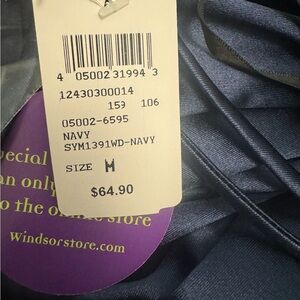 4 05002 31994 3
12430300014
159 106
05002-6595
NAVY
SYM1391WD-NAVY
SIZE M
$64.90
pecial
an only
o the online store
Windsorstore.com